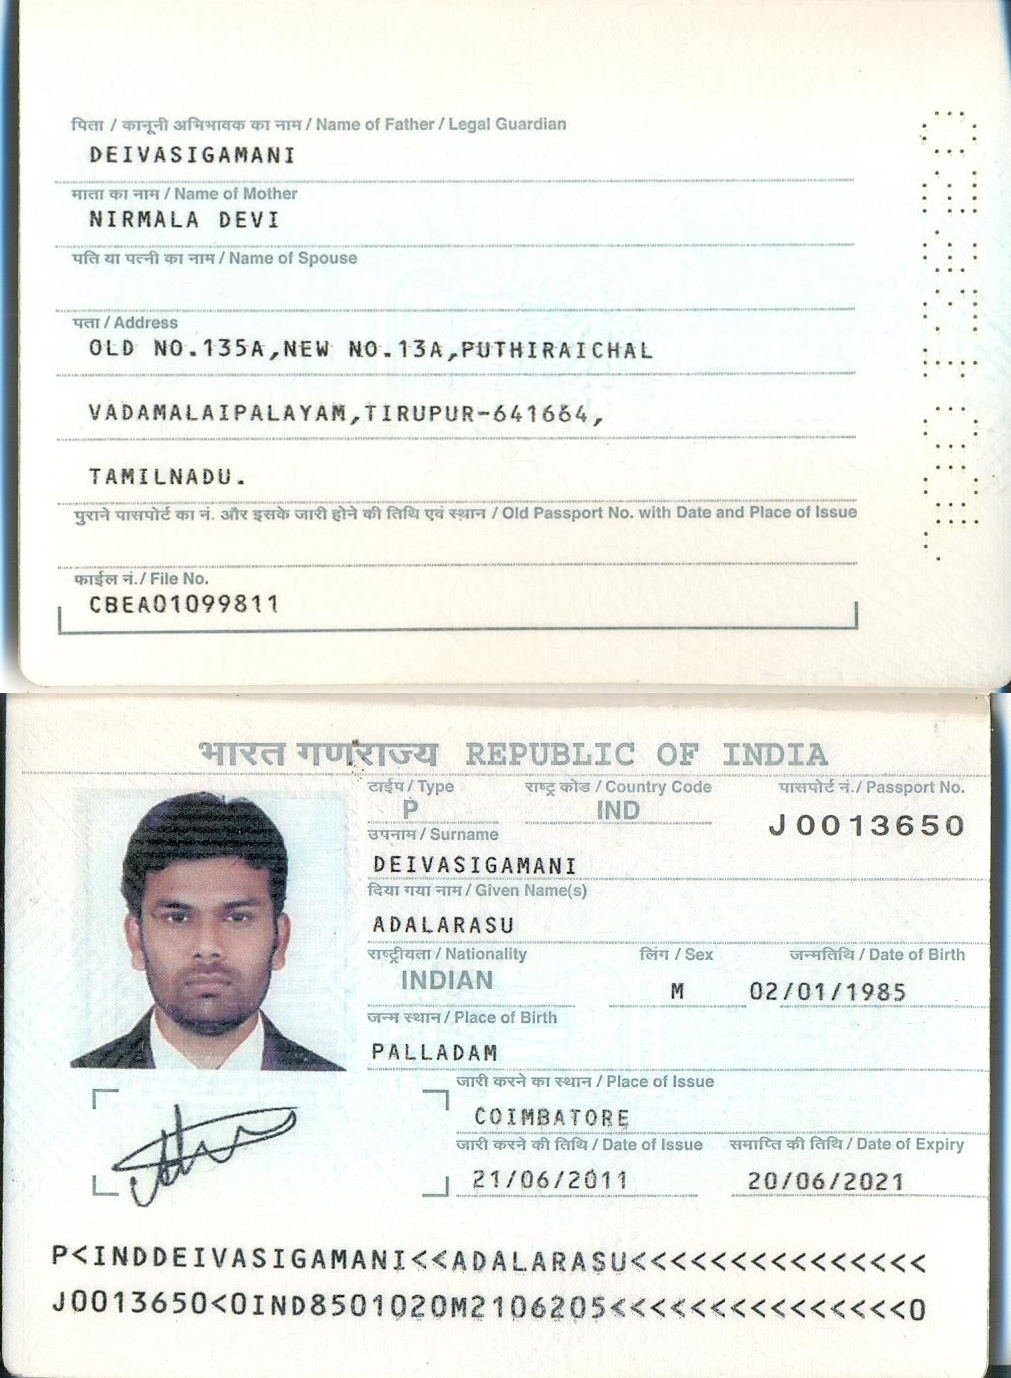 पिता / कानूनी अभिभावक का नाम / Name of Father / Legal Guardian
DEIVASIGAMANI
माता का नाम / Name of Mother
NIRMALA DEVI
पति या पत्नी का नाम / Name of Spouse
पता / Address
OLD NO.135A,NEW NO.13A,PUTHIRAICHAL
VADAMALAIPALAYAM,TIRUPUR-641664,
TAMILNADU.
पुराने पासपोर्ट का नं. और इसके जारी होने की तिथि एवं स्थान / Old Passport No. with Date and Place of Issue
फाईल नं./ File No.
CBEA01099811
भारत गणराज्य REPUBLIC OF INDIA
टाईप / Type राष्ट्र कोड / Country Code पासपोर्ट नं./ Passport No.
P IND J0013650
उपनाम / Surname
DEIVASIGAMANI
दिया गया नाम / Given Name(s)
ADALARASU
राष्ट्रीयता / Nationality लिंग / Sex जन्मतिथि / Date of Birth
INDIAN M 02/01/1985
जन्म स्थान / Place of Birth
PALLADAM
जारी करने का स्थान / Place of Issue
COIMBATORE
जारी करने की तिथि / Date of Issue समाप्ति की तिथि / Date of Expiry
21/06/2011 20/06/2021
P<INDDEIVASIGAMANI<<ADALARASU<<<<<<<<<<<<<<<
J0013650<0IND8501020M2106205<<<<<<<<<<<<<<<0